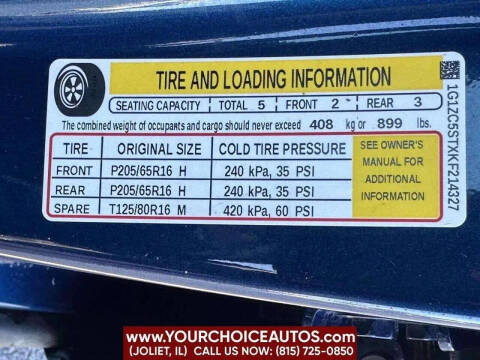 TIRE AND LOADING INFORMATION
SEATING CAPACITY TOTAL 5 FRONT 2 REAR 3
The combined weight of occupants and cargo should never exceed 408 kg or 899 lbs.
TIRE ORIGINAL SIZE COLD TIRE PRESSURE
FRONT P205/65R16 H 240 kPa, 35 PSI
REAR P205/65R16 H 240 kPa, 35 PSI
SPARE T125/80R16 M 420 kPa, 60 PSI
SEE OWNER'S
MANUAL FOR
ADDITIONAL
INFORMATION
1G1ZC5STXKF214327
WWW.YOURCHOICEAUTOS.COM
(JOLIET, IL) CALL US NOW: (815) 725-0850